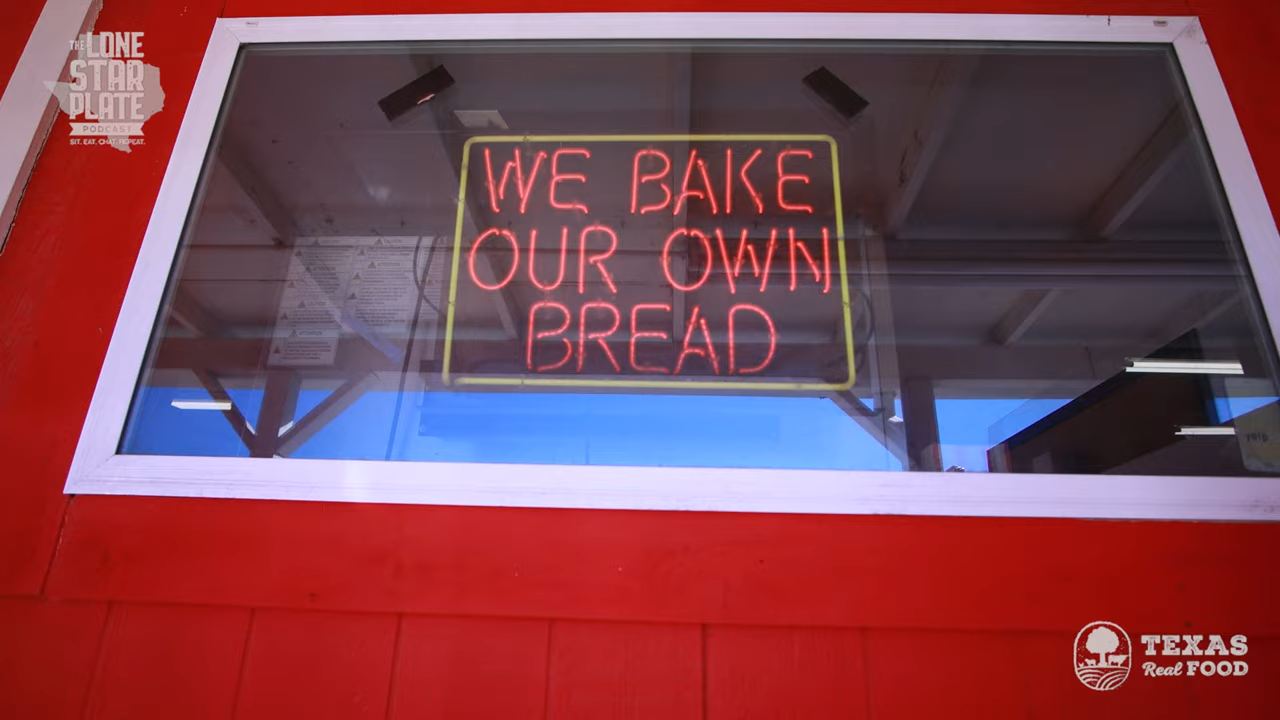 THE LONE
STAR
PLATE
PODCAST
SIT. EAT. CHAT. REPEAT.
WE BAKE
OUR OWN
BREAD
TEXAS
Real FOOD